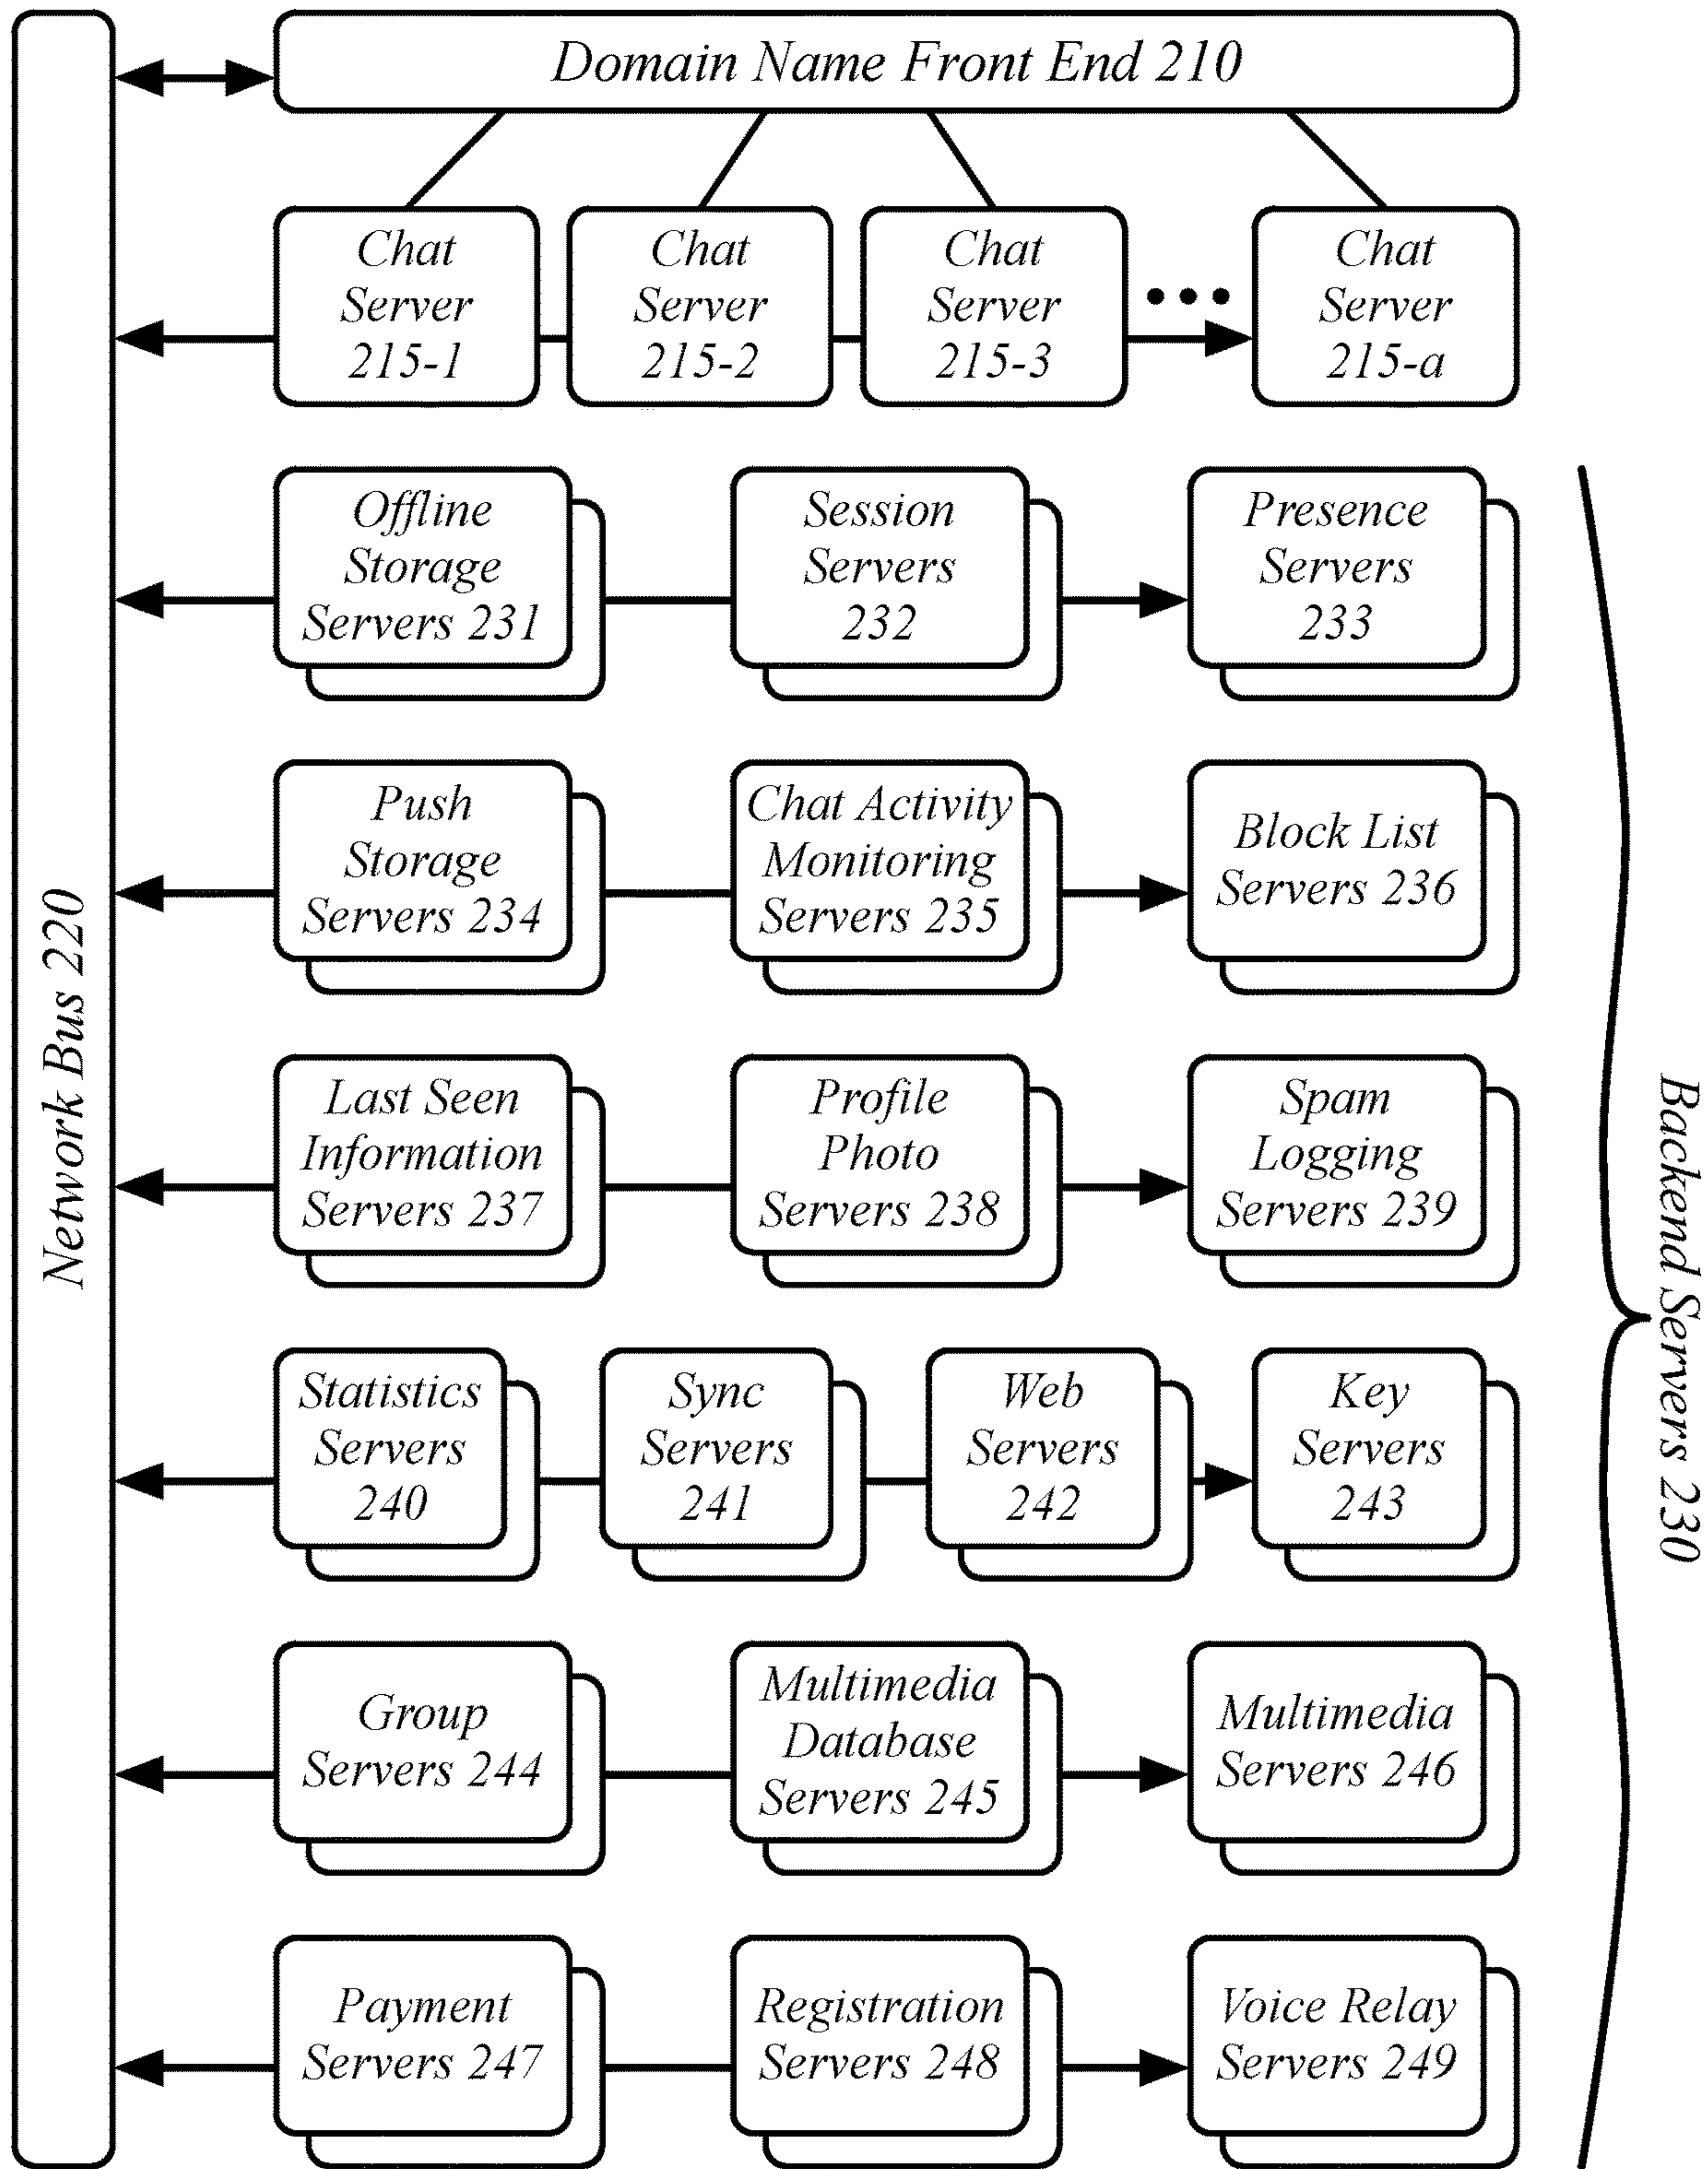 Domain Name Front End 210
Chat
Server
215-1
Chat
Server
215-2
Chat
Server
215-3
Chat
Server
215-a
Offline
Storage
Servers 231
Session
Servers
232
Presence
Servers
233
Push
Storage
Servers 234
Chat Activity
Monitoring
Servers 235
Block List
Servers 236
Last Seen
Information
Servers 237
Profile
Photo
Servers 238
Spam
Logging
Servers 239
Statistics
Servers
240
Sync
Servers
241
Web
Servers
242
Key
Servers
243
Group
Servers 244
Multimedia
Database
Servers 245
Multimedia
Servers 246
Payment
Servers 247
Registration
Servers 248
Voice Relay
Servers 249
Network Bus 220
Backend Servers 230